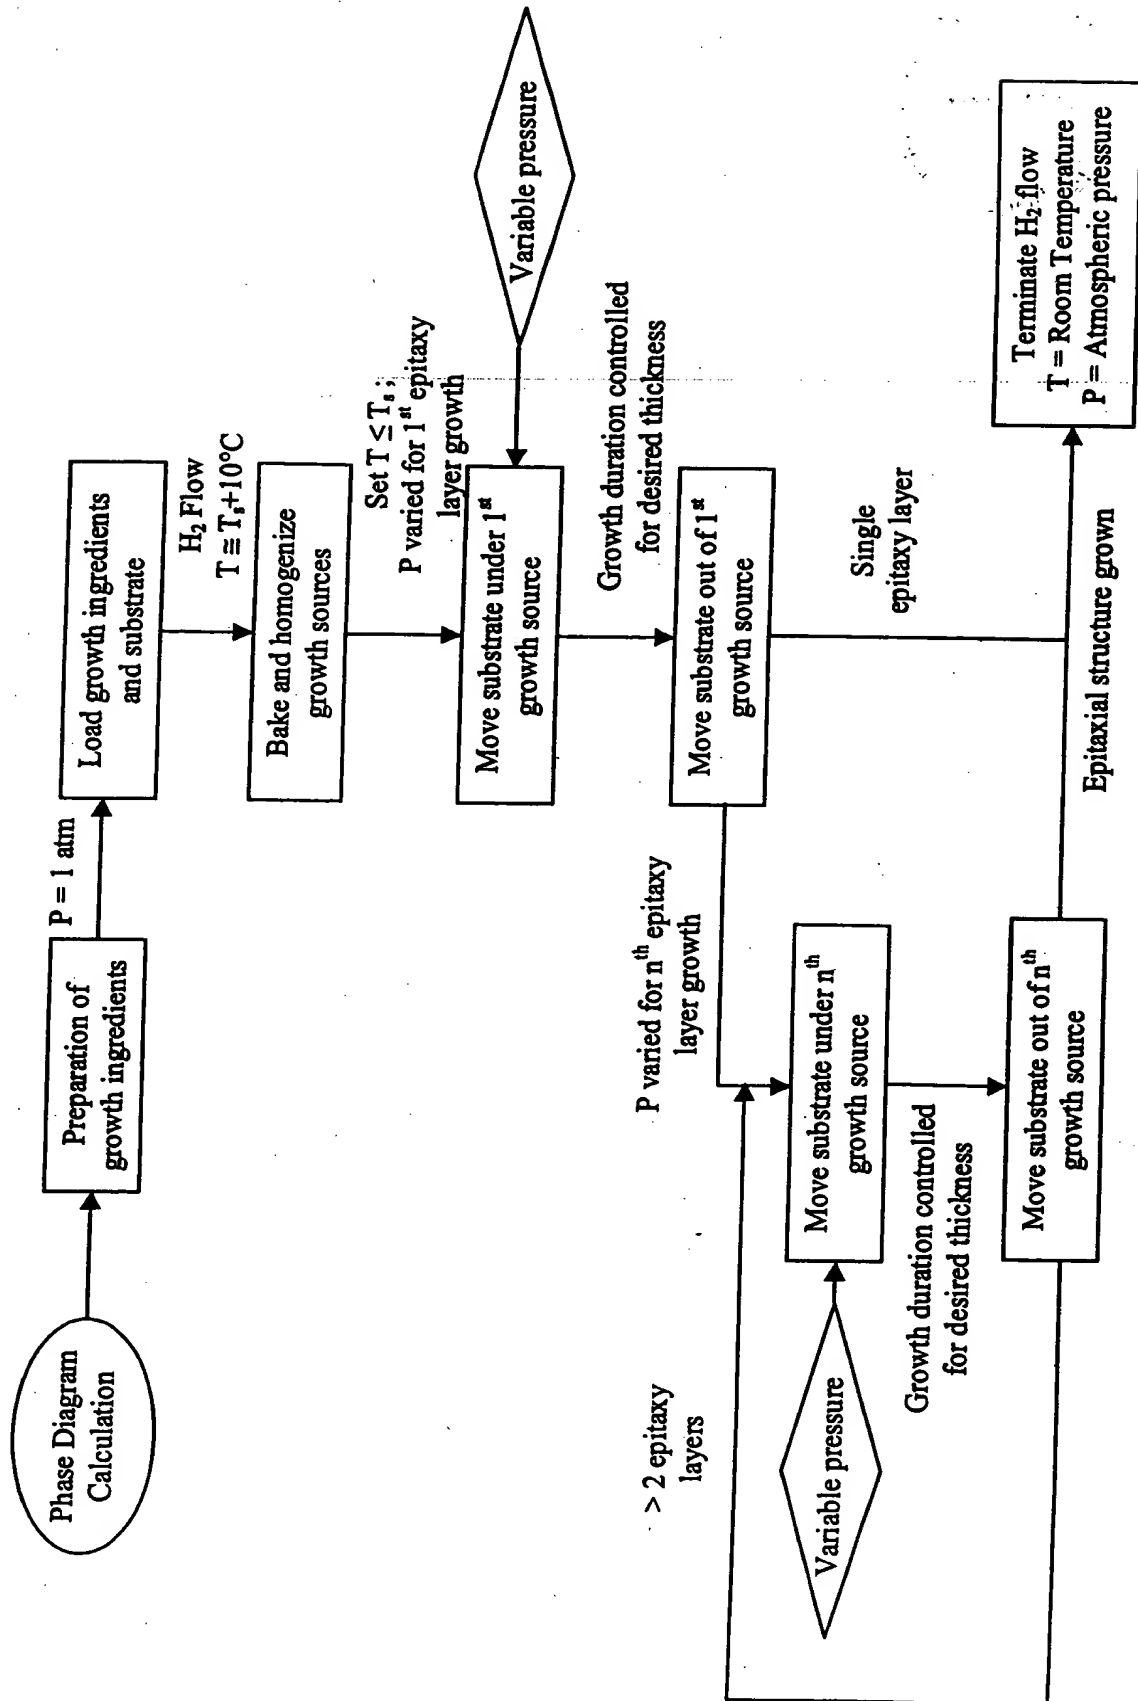 Phase Diagram
Calculation
Preparation of
growth ingredients
P = 1 atm
Load growth ingredients
and substrate
H₂ Flow
T ≅ Tₛ+10°C
Bake and homogenize
growth sources
Set T ≤ Tₛ ;
P varied for 1ˢᵗ epitaxy
layer growth
Move substrate under 1ˢᵗ
growth source
Variable pressure
Growth duration controlled
for desired thickness
Move substrate out of 1ˢᵗ
growth source
Single
epitaxy layer
P varied for nᵗʰ epitaxy
layer growth
> 2 epitaxy
layers
Move substrate under nᵗʰ
growth source
Variable pressure
Growth duration controlled
for desired thickness
Move substrate out of nᵗʰ
growth source
Epitaxial structure grown
Terminate H₂ flow
T = Room Temperature
P = Atmospheric pressure